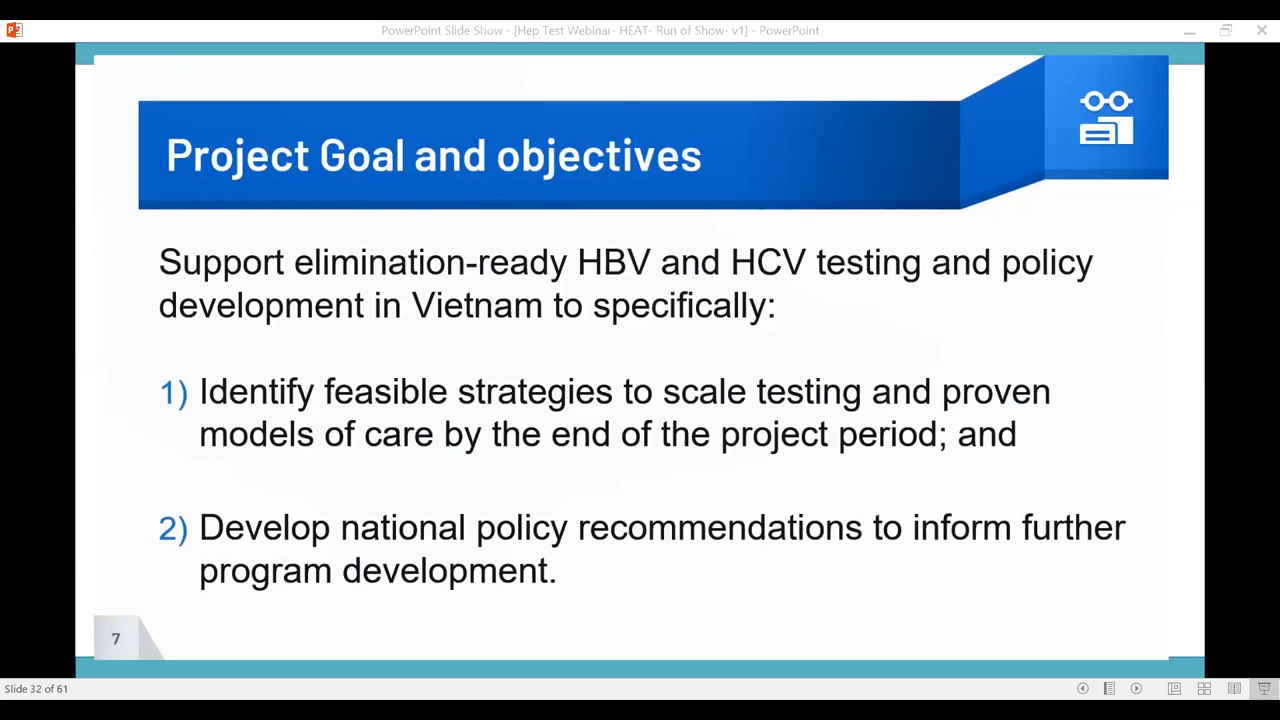 PowerPoint Slide Show - [Hep Test Webinar- HEAT- Run of Show- v1] - PowerPoint
Project Goal and objectives
Support elimination-ready HBV and HCV testing and policy
development in Vietnam to specifically:
1) Identify feasible strategies to scale testing and proven
models of care by the end of the project period; and
2) Develop national policy recommendations to inform further
program development.
7
Slide 32 of 61